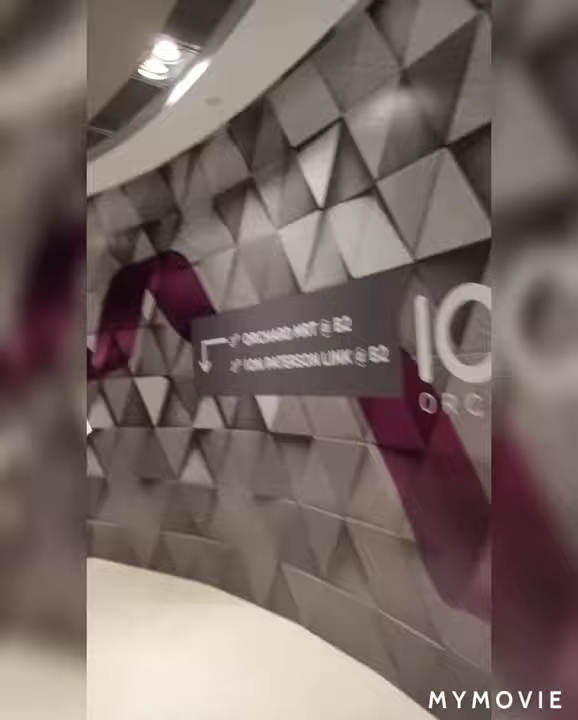 ORCHARD MRT @ B2
ION PATERSON LINK @ B2
IO
ORC
MYMOVIE